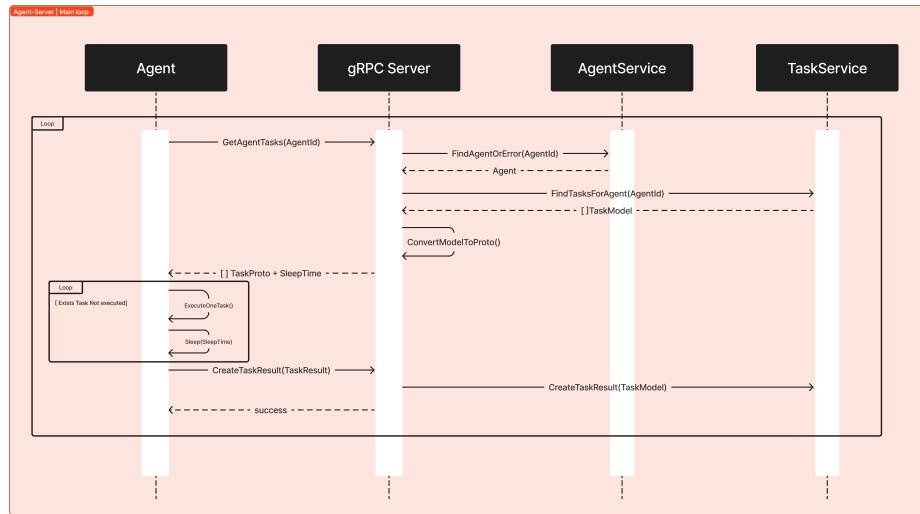 Agent-Server | Main loop
Agent
gRPC Server
AgentService
TaskService
Loop
GetAgentTasks(AgentId)
FindAgentOrError(AgentId)
Agent
FindTasksForAgent(AgentId)
[ ]TaskModel
ConvertModelToProto()
[ ] TaskProto + SleepTime
Loop
[ Exists Task Not executed]
ExecuteOneTask()
Sleep(SleepTime)
CreateTaskResult(TaskResult)
CreateTaskResult(TaskModel)
success